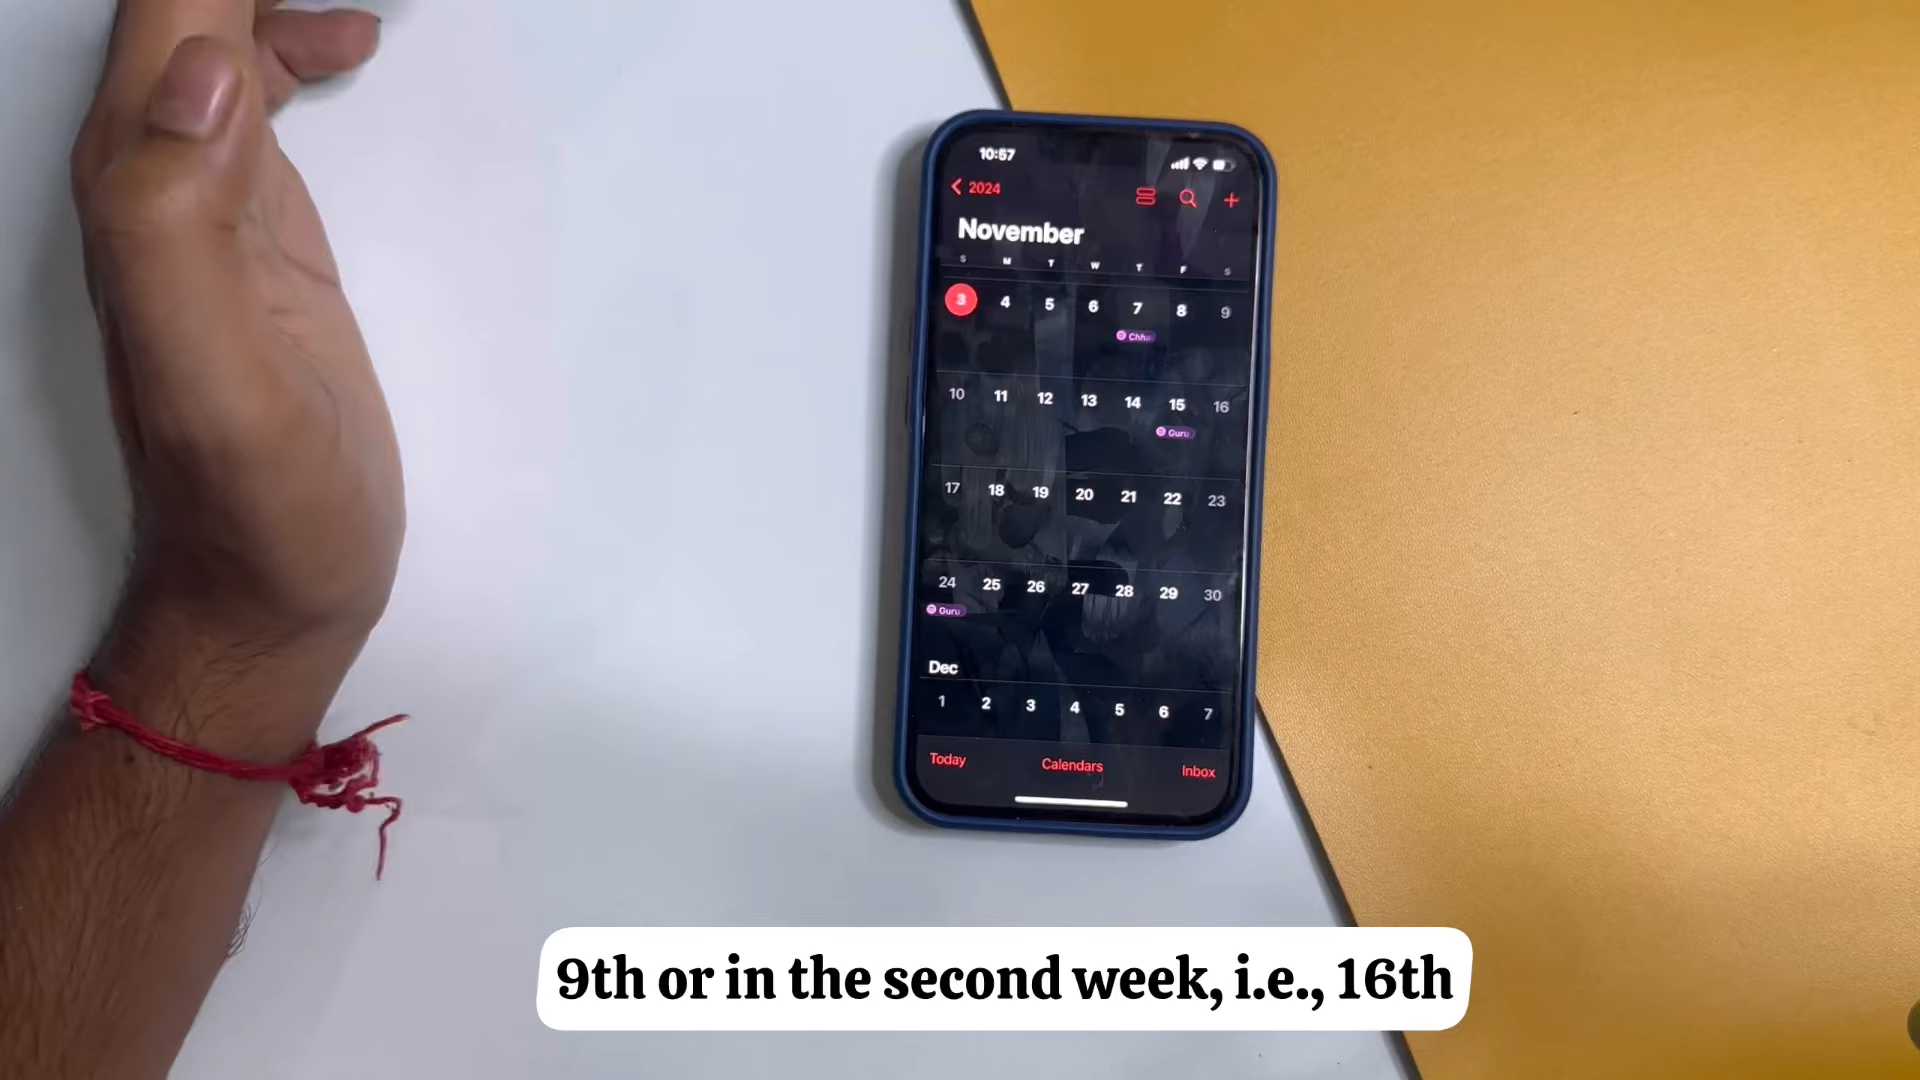 10:57
2024
November
S M T W T F S
3 4 5 6 7 8 9
Chha
10 11 12 13 14 15 16
Guru
17 18 19 20 21 22 23
24 25 26 27 28 29 30
Guru
Dec
1 2 3 4 5 6 7
Today Calendars Inbox
9th or in the second week, i.e., 16th